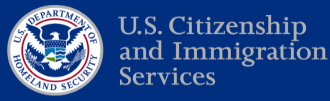 U.S. DEPARTMENT OF
HOMELAND SECURITY
U.S. Citizenship
and Immigration
Services